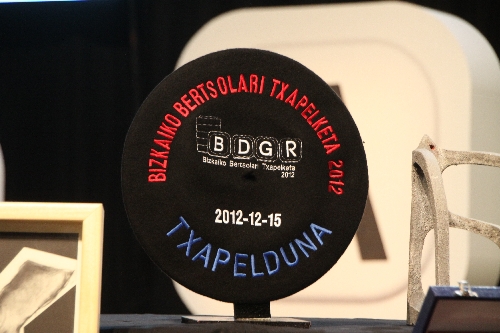 BIZKAIKO BERTSOLARI TXAPELKETA 2012
BDGR
Bizkaiko Bertsolari Txapelketa
2012
2012-12-15
TXAPELDUNA